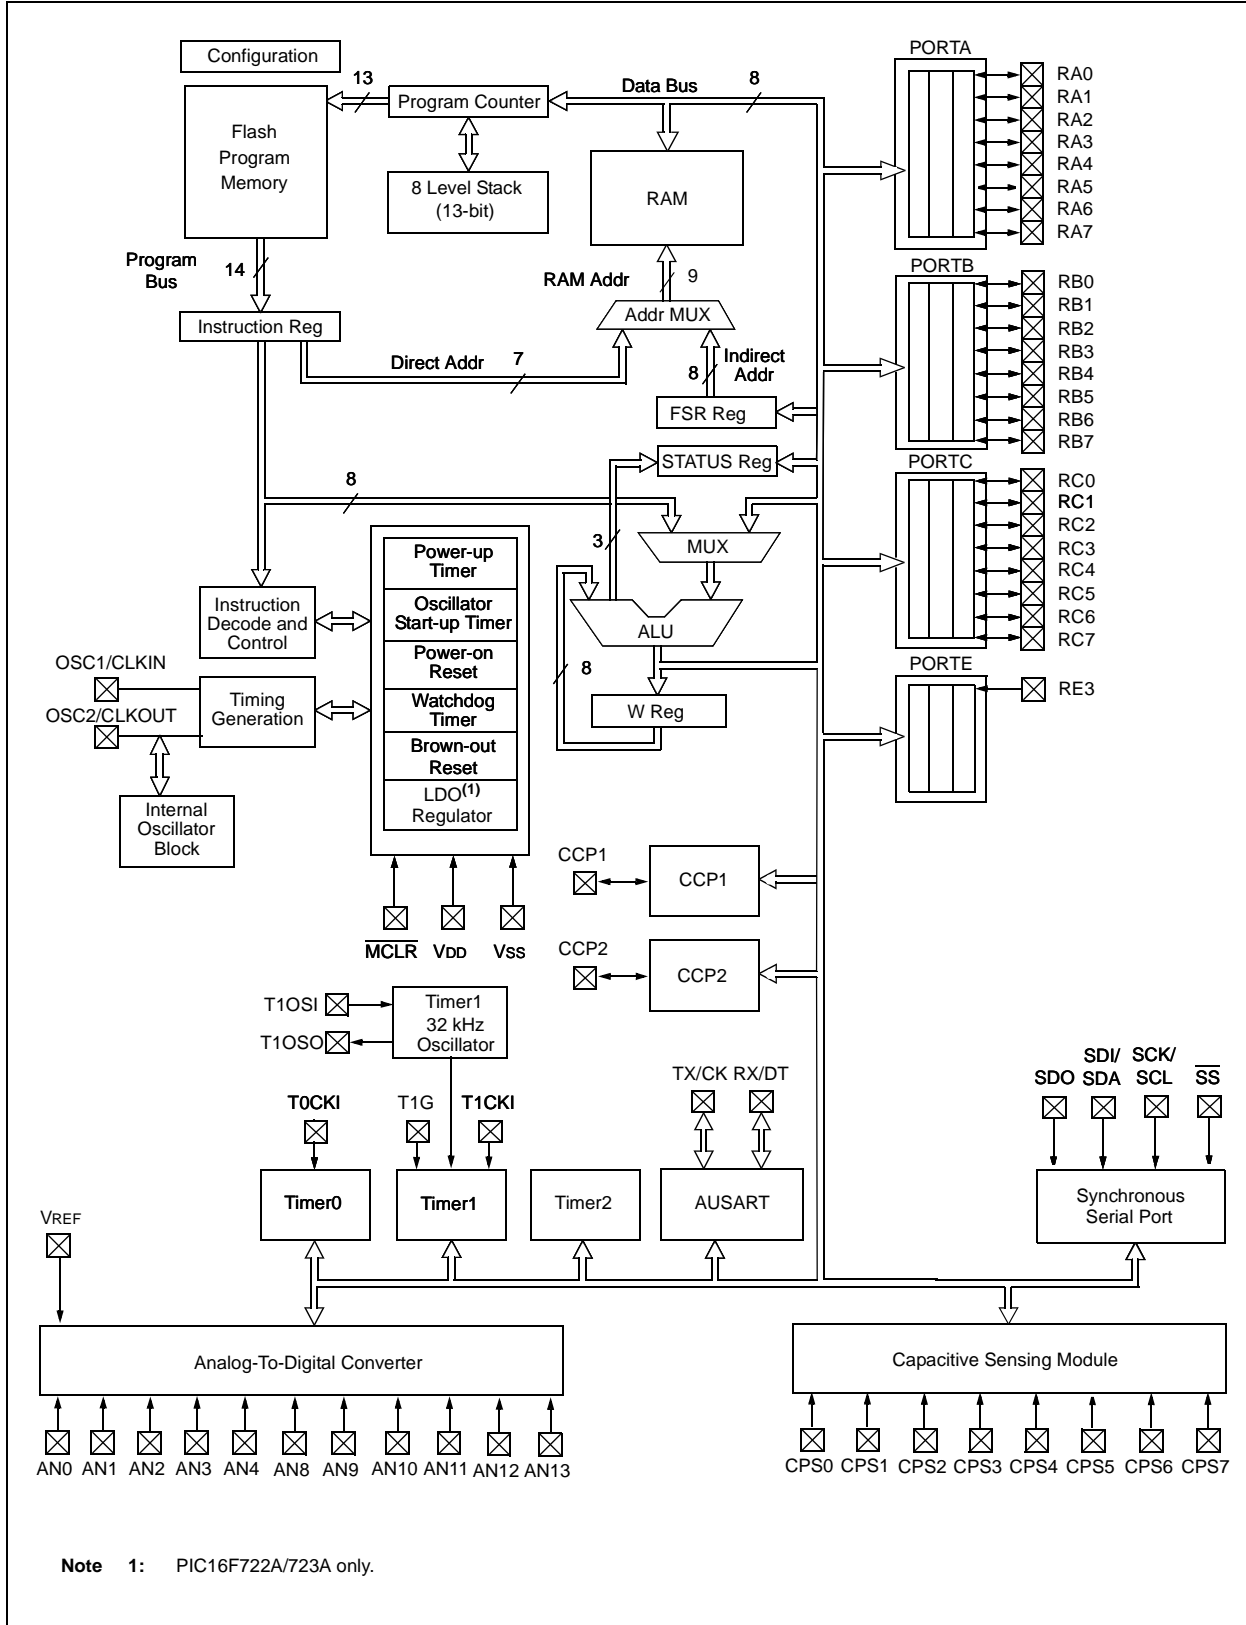 Configuration
PORTA
13
Data Bus
8
Program Counter
Flash
Program
Memory
8 Level Stack
(13-bit)
RAM
RA0
RA1
RA2
RA3
RA4
RA5
RA6
RA7
Program
Bus
14
RAM Addr
9
PORTB
Instruction Reg
Addr MUX
Direct Addr
7
8
Indirect
Addr
FSR Reg
RB0
RB1
RB2
RB3
RB4
RB5
RB6
RB7
STATUS Reg
PORTC
8
3
MUX
RC0
RC1
RC2
RC3
RC4
RC5
RC6
RC7
Power-up
Timer
Oscillator
Start-up Timer
Power-on
Reset
Watchdog
Timer
Brown-out
Reset
LDO(1)
Regulator
Instruction
Decode and
Control
ALU
8
W Reg
PORTE
RE3
OSC1/CLKIN
OSC2/CLKOUT
Timing
Generation
Internal
Oscillator
Block
CCP1
CCP1
MCLR
VDD
VSS
CCP2
CCP2
T1OSI
T1OSO
Timer1
32 kHz
Oscillator
TX/CK RX/DT
SDO
SDI/
SDA
SCK/
SCL
SS
T0CKI
T1G
T1CKI
Timer0
Timer1
Timer2
AUSART
Synchronous
Serial Port
VREF
Analog-To-Digital Converter
Capacitive Sensing Module
AN0 AN1 AN2 AN3 AN4 AN8 AN9 AN10 AN11 AN12 AN13
CPS0 CPS1 CPS2 CPS3 CPS4 CPS5 CPS6 CPS7
Note 1: PIC16F722A/723A only.